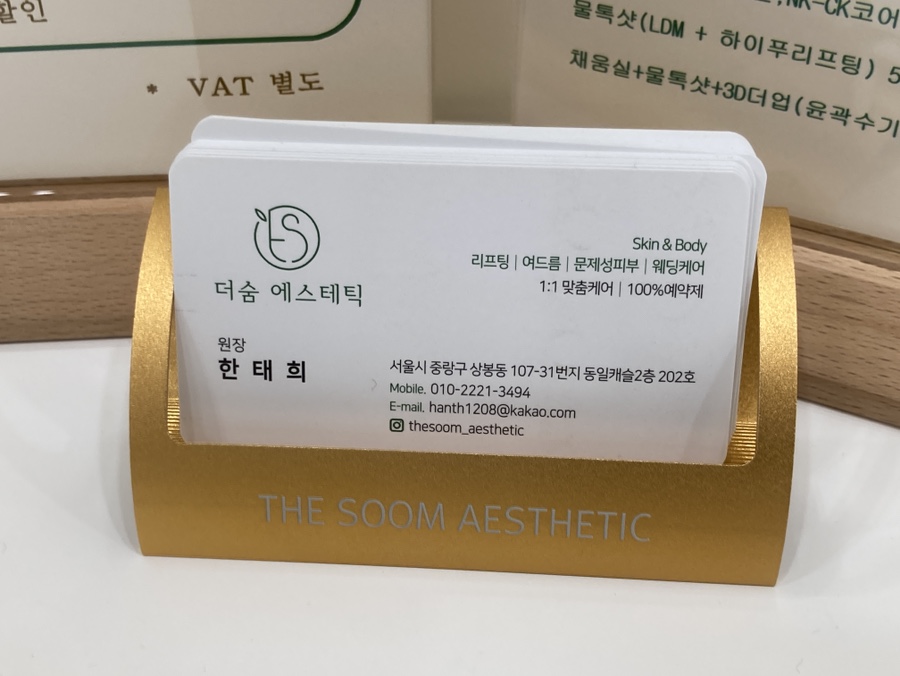 할인
* VAT 별도
물톡샷(LDM + 하이푸리프팅) 5
채움실+물톡샷+3D더업(윤곽수기
더숨 에스테틱
Skin & Body
리프팅 | 여드름 | 문제성피부 | 웨딩케어
1:1 맞춤케어 | 100%예약제
원장
한태희
서울시 중랑구 상봉동 107-31번지 동일캐슬2층 202호
Mobile. 010-2221-3494
E-mail. hanth1208@kakao.com
thesoom_aesthetic
THE SOOM AESTHETIC